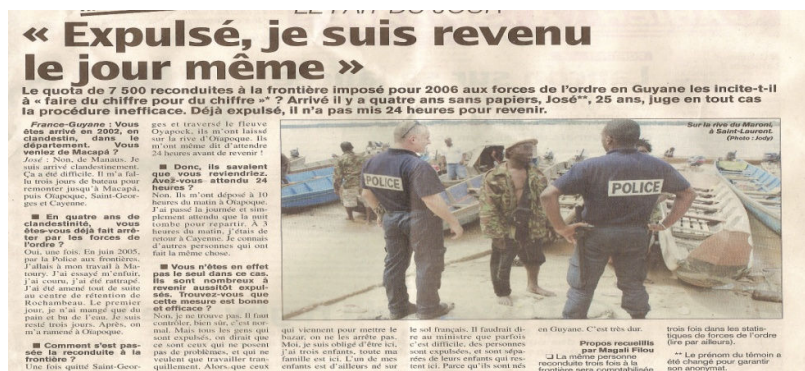 LE FAIT DU JOUR
« Expulsé, je suis revenu
le jour même »
Le quota de 7 500 reconduites à la frontière imposé pour 2006 aux forces de l'ordre en Guyane les incite-t-il
à « faire du chiffre pour du chiffre »* ? Arrivé il y a quatre ans sans papiers, José**, 25 ans, juge en tout cas
la procédure inefficace. Déjà expulsé, il n'a pas mis 24 heures pour revenir.
France-Guyane : Vous
êtes arrivé en 2002, en
clandestin, dans le
département. Vous
veniez de Macapá ?
José : Non, de Manaus. Je
suis arrivé clandestinement.
Ça a été difficile. Il m'a fal-
lu trois jours de bateau pour
remonter jusqu'à Macapá,
puis Oïapoque, Saint-Geor-
ges et Cayenne.
■ En quatre ans de
clandestinité, vous
êtes-vous déjà fait arrê-
ter par les forces de
l'ordre ?
Oui, une fois. En juin 2005,
par la Police aux frontières.
J'allais à mon travail à Ma-
toury. J'ai essayé m'enfuir,
j'ai couru, j'ai été rattrapé.
J'ai été amené tout de suite
au centre de rétention de
Rochambeau. Le premier
jour, je n'ai mangé que du
pain et bu de l'eau. Je suis
resté trois jours. Après, on
m'a ramené à Oïapoque.
■ Comment s'est pas-
sée la reconduite à la
frontière ?
Une fois quitté Saint-Geor-
ges et traversé le fleuve
Oyapock, ils m'ont laissé
sur la rive d'Oïapoque. Ils
m'ont même dit d'attendre
24 heures avant de revenir !
■ Donc, ils savaient
que vous reviendriez.
Avez-vous attendu 24
heures ?
Non. Ils m'ont déposé à 10
heures du matin à Oïapoque.
J'ai passé la journée et sim-
plement attendu que la nuit
tombe pour repartir. À 3
heures du matin, j'étais de
retour à Cayenne. Je connais
d'autres personnes qui ont
fait la même chose.
■ Vous n'êtes en effet
pas le seul dans ce cas.
Ils sont nombreux à
revenir aussitôt expul-
sés. Trouvez-vous que
cette mesure est bonne
et efficace ?
Non, je ne trouve pas. Il faut
contrôler, bien sûr, c'est nor-
mal. Mais tous les gens qui
sont expulsés, on dirait que
ce sont ceux qui ne posent
pas de problèmes, et qui ne
veulent que travailler tran-
quillement. Alors que ceux
Sur la rive du Maroni,
à Saint-Laurent.
(Photo : Jody)
POLICE
POLICE
qui viennent pour mettre le
bazar, on ne les arrête pas.
Moi, je suis obligé d'être ici,
j'ai trois enfants, toute ma
famille est ici. L'un de mes
enfants est d'ailleurs né sur
le sol français. Il faudrait di-
re au ministre que parfois
c'est difficile, des personnes
sont expulsées, et sont sépa-
rées de leurs enfants qui res-
tent ici. Parce qu'ils sont nés
en Guyane. C'est très dur.
Propos recueillis
par Magali Filou
❑ La même personne
reconduite trois fois à la
frontière sera comptabilisée
trois fois dans les statis-
tiques de forces de l'ordre
(lire par ailleurs).
** Le prénom du témoin a
été changé pour garantir
son anonymat.